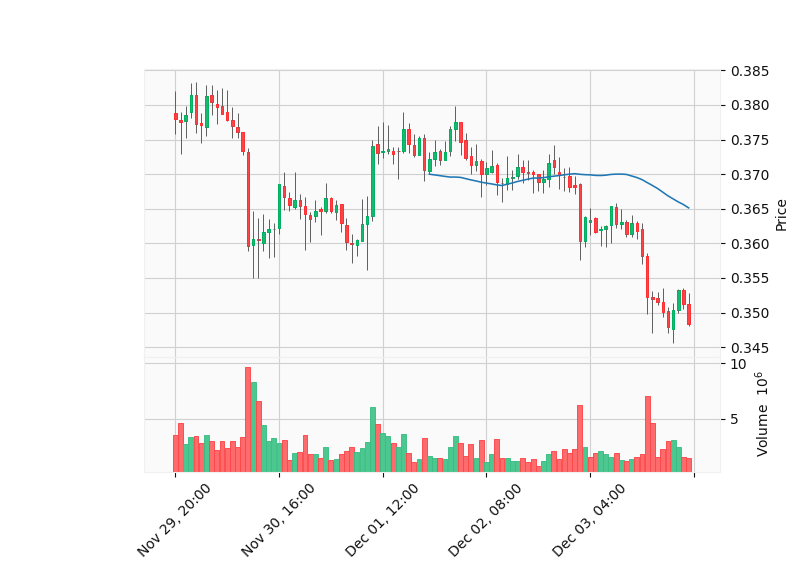 0.385
0.380
0.375
0.370
0.365
0.360
0.355
0.350
0.345
Price
10
5
Volume 10^6
Nov 29, 20:00
Nov 30, 16:00
Dec 01, 12:00
Dec 02, 08:00
Dec 03, 04:00